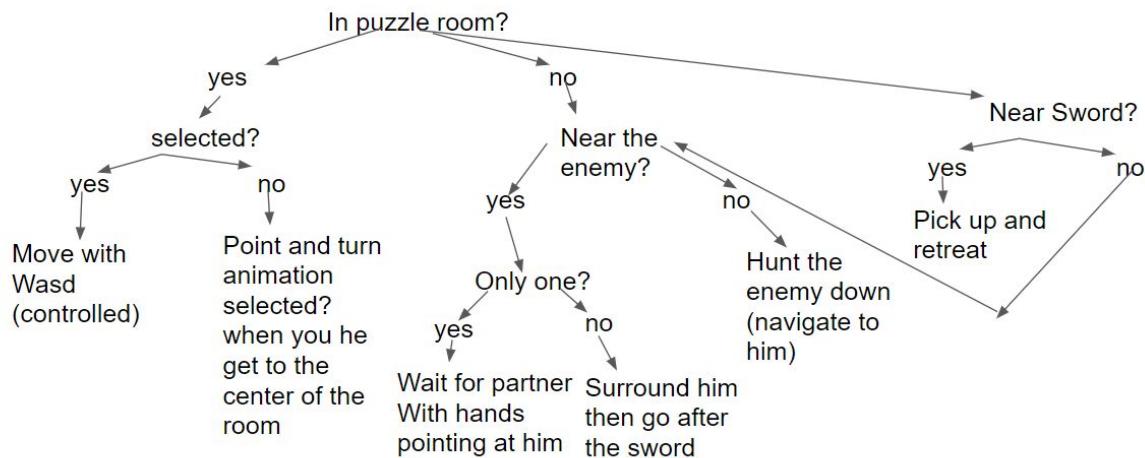 In puzzle room?
yes
no
Near Sword?
selected?
Near the
enemy?
yes
no
yes
no
yes
no
Move with
Wasd
(controlled)
Point and turn
animation
selected?
when you he
get to the
center of the
room
Only one?
Hunt the
enemy down
(navigate to
him)
Pick up and
retreat
yes
no
Wait for partner
With hands
pointing at him
Surround him
then go after
the sword